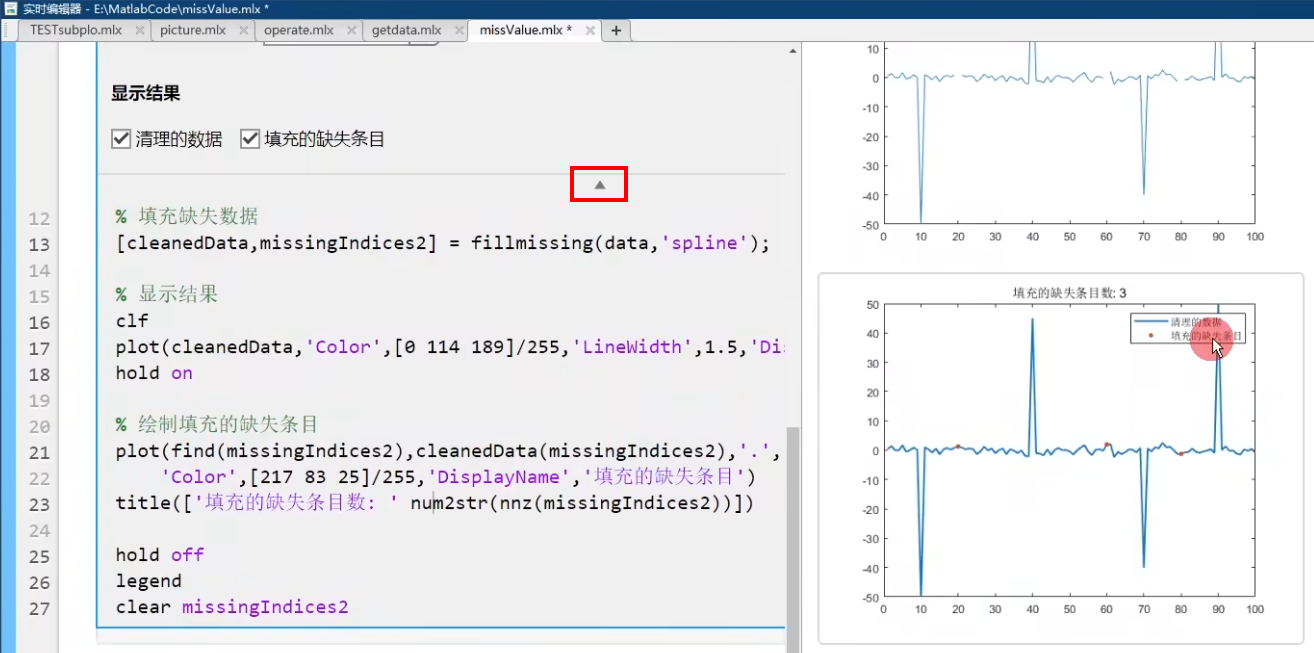 实时编辑器 - E:\MatlabCode\missValue.mlx *
TESTsubplo.mlx × picture.mlx × operate.mlx × getdata.mlx × missValue.mlx * × +
显示结果
清理的数据 填充的缺失条目
12 % 填充缺失数据
13 [cleanedData,missingIndices2] = fillmissing(data,'spline');
14
15 % 显示结果
16 clf
17 plot(cleanedData,'Color',[0 114 189]/255,'LineWidth',1.5,'Di
18 hold on
19
20 % 绘制填充的缺失条目
21 plot(find(missingIndices2),cleanedData(missingIndices2),'.',
22 'Color',[217 83 25]/255,'DisplayName','填充的缺失条目')
23 title(['填充的缺失条目数: ' num2str(nnz(missingIndices2))])
24
25 hold off
26 legend
27 clear missingIndices2
10
0
-10
-20
-30
-40
-50
0 10 20 30 40 50 60 70 80 90 100
填充的缺失条目数: 3
50
40
30
20
10
0
-10
-20
-30
-40
-50
0 10 20 30 40 50 60 70 80 90 100
清理的数据
填充的缺失条目